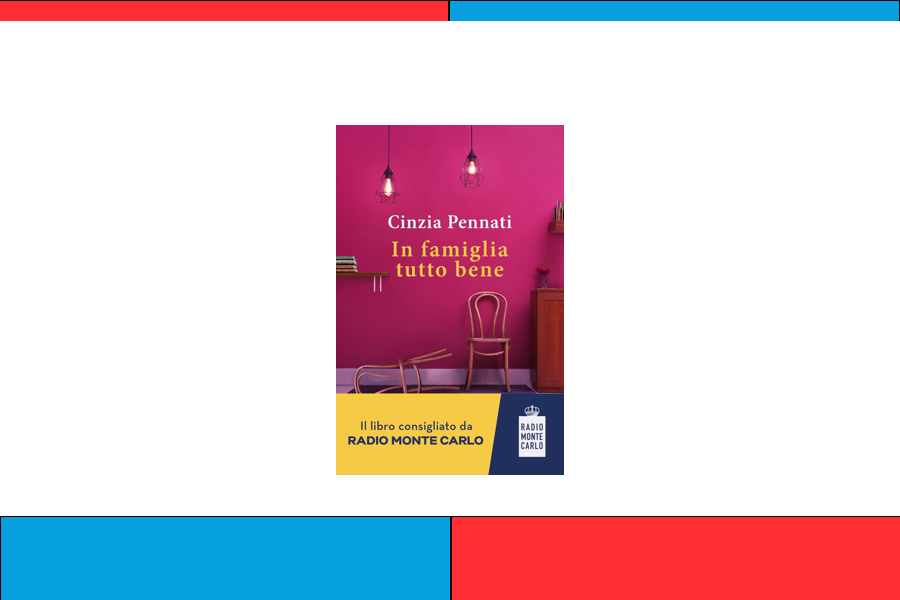 Cinzia Pennati
In famiglia
tutto bene
Il libro consigliato da
RADIO MONTE CARLO
RADIO
MONTE
CARLO